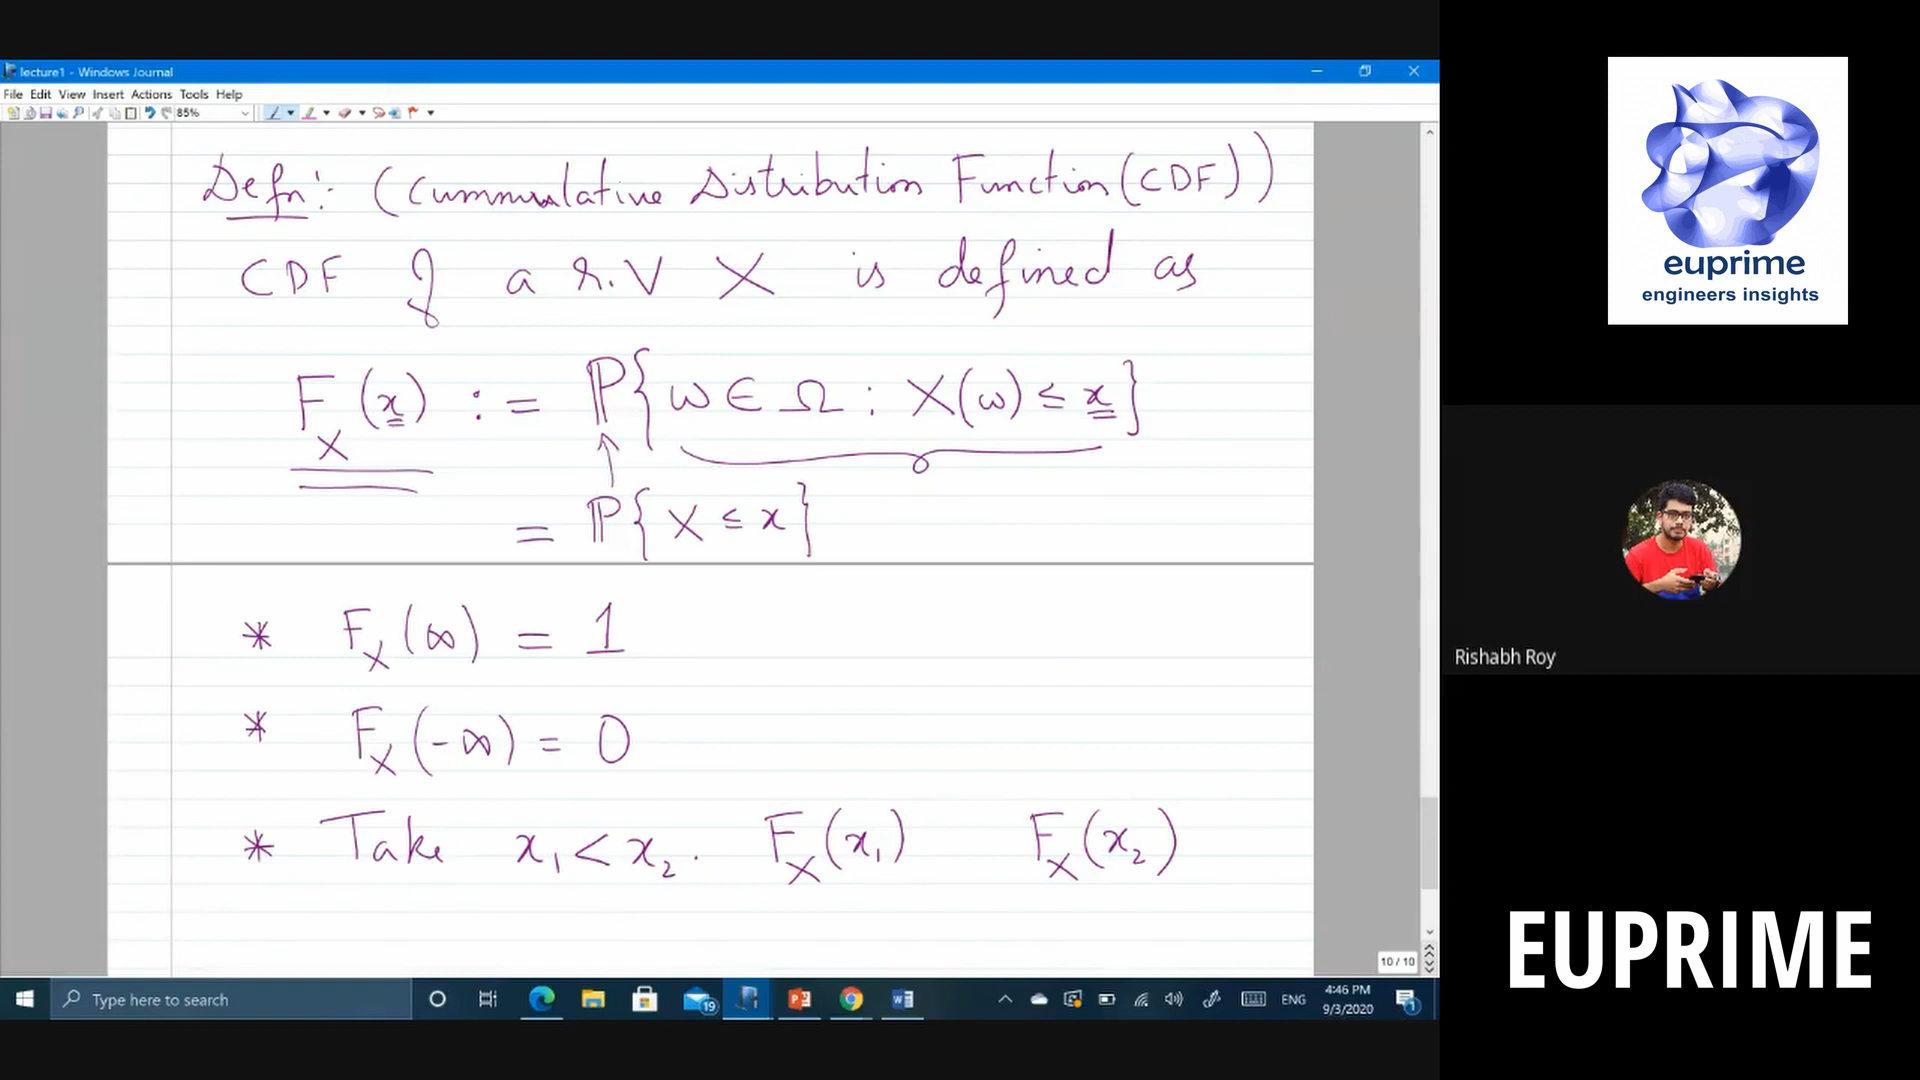 lecture1 - Windows Journal
File Edit View Insert Actions Tools Help
85%
Defn: (Cummulative Distribution Function (CDF))
CDF of a r.v X is defined as
F_X(x) := ℙ{ω ∈ Ω : X(ω) ≤ x}
= ℙ{X ≤ x}
* F_X(∞) = 1
* F_X(-∞) = 0
* Take x₁ < x₂. F_X(x₁) F_X(x₂)
10 / 10
Type here to search
19
ENG
4:46 PM
9/3/2020
1
euprime
engineers insights
Rishabh Roy
EUPRIME